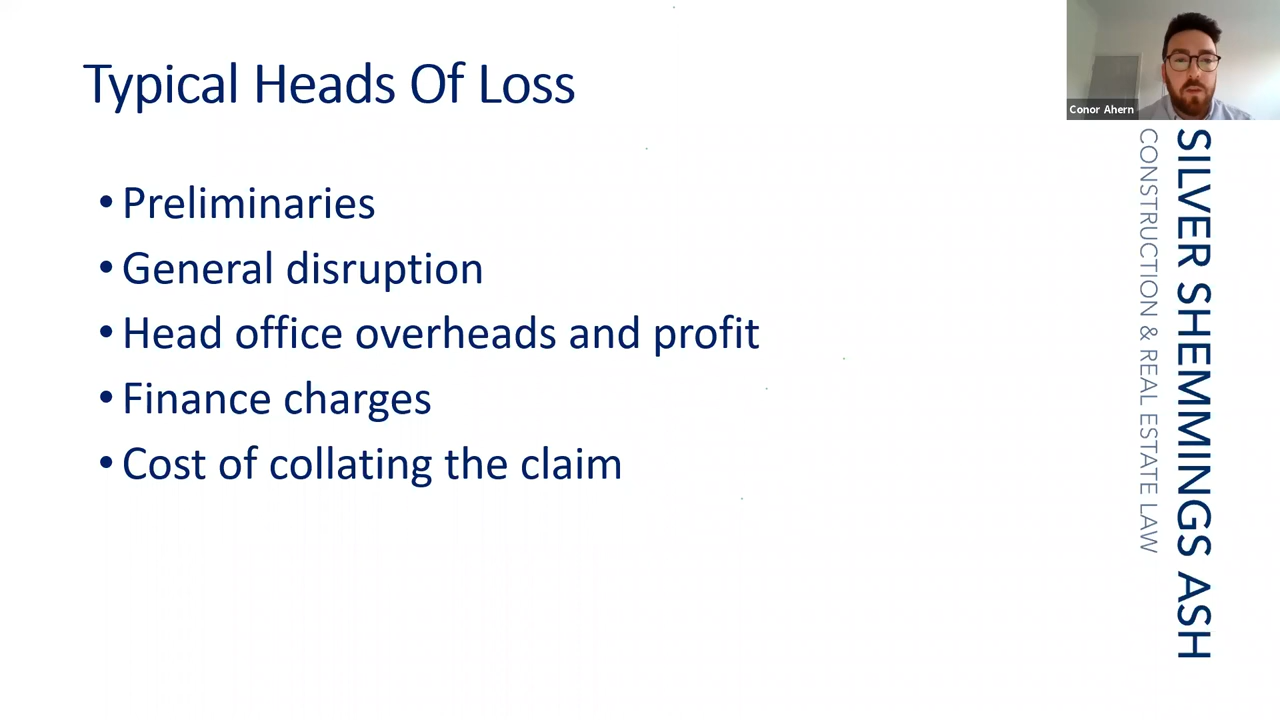 Typical Heads Of Loss
• Preliminaries
• General disruption
• Head office overheads and profit
• Finance charges
• Cost of collating the claim
Conor Ahern
SILVER SHEMMINGS ASH
CONSTRUCTION & REAL ESTATE LAW